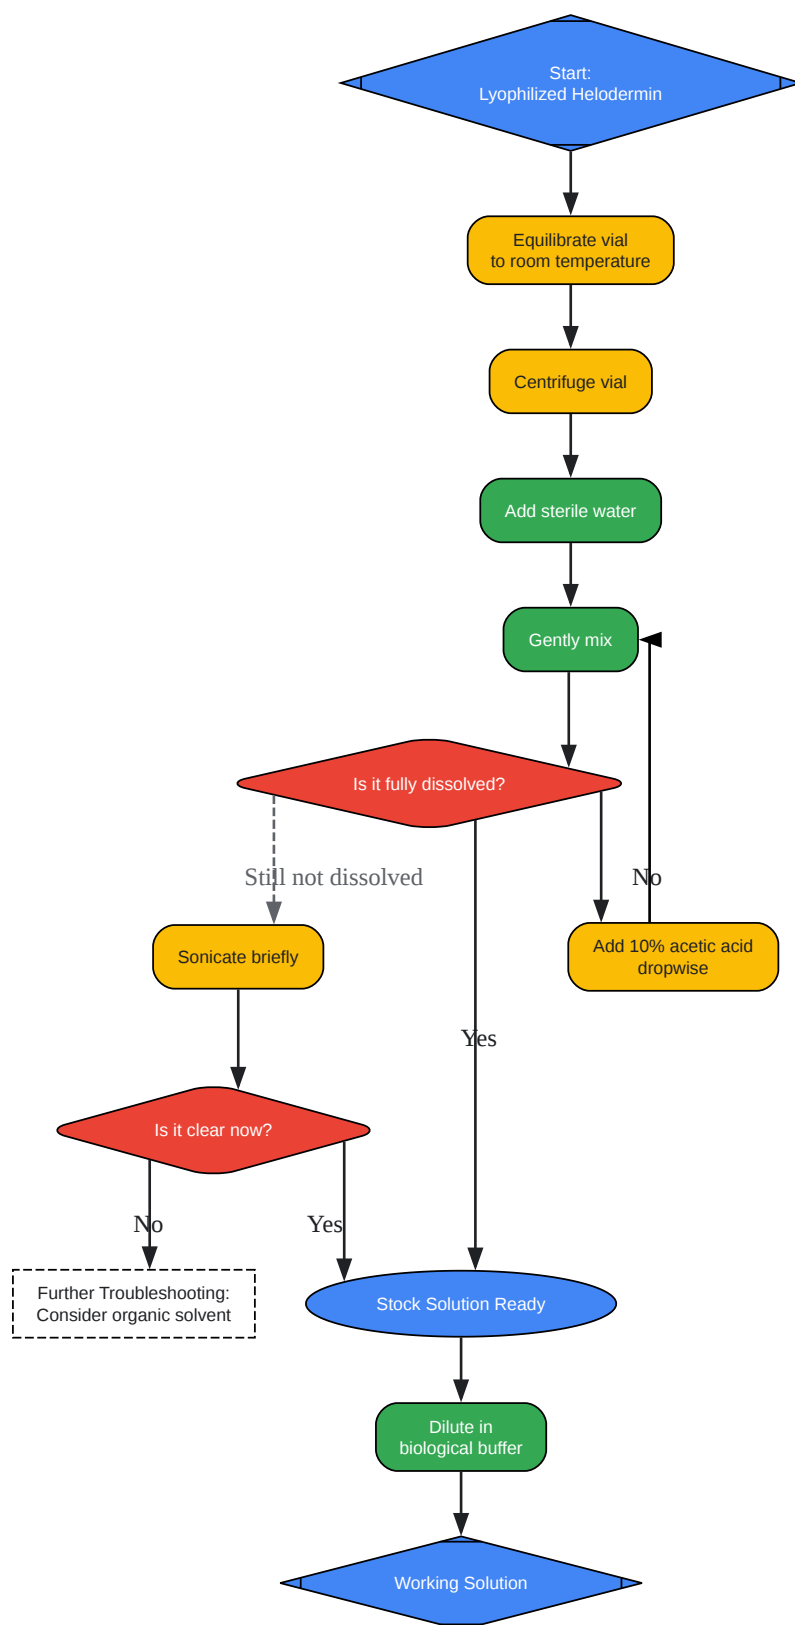 Start:
Lyophilized Helodermin
Equilibrate vial
to room temperature
Centrifuge vial
Add sterile water
Gently mix
Is it fully dissolved?
Still not dissolved
No
Sonicate briefly
Add 10% acetic acid
dropwise
Yes
Is it clear now?
No
Yes
Further Troubleshooting:
Consider organic solvent
Stock Solution Ready
Dilute in
biological buffer
Working Solution